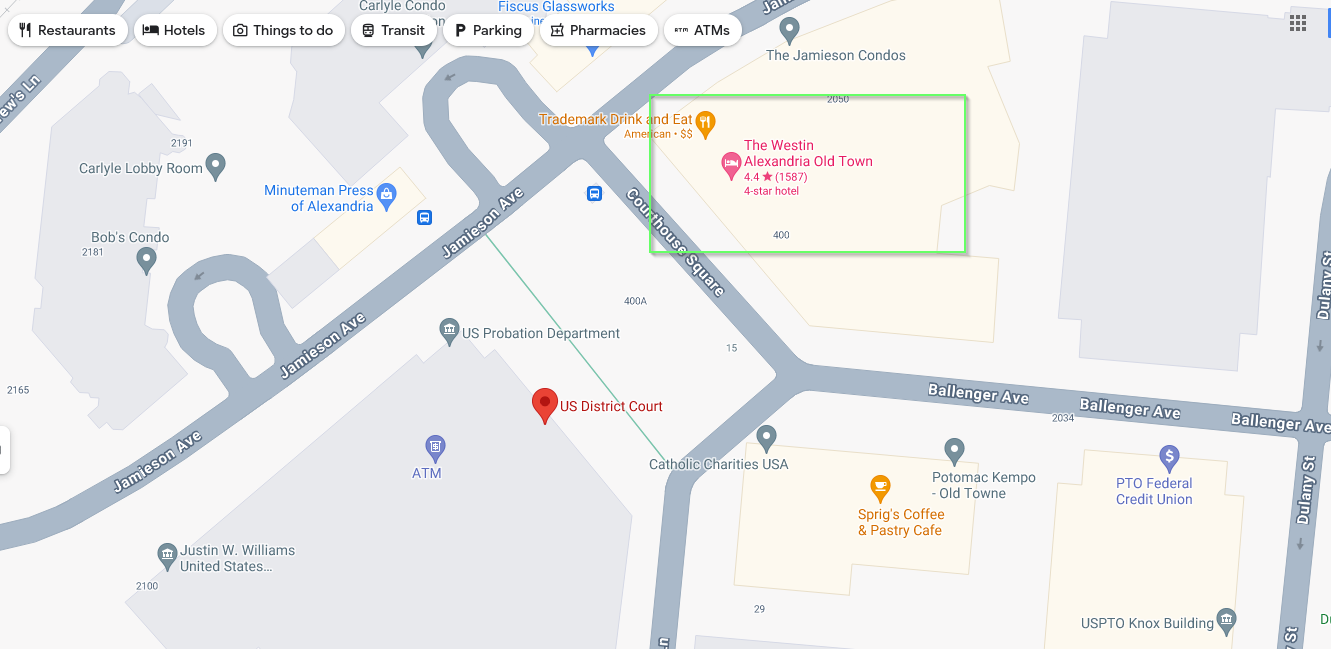 Carlyle Condo
Fiscus Glassworks
Restaurants
Hotels
Things to do
Transit
Parking
Pharmacies
ATMs
The Jamieson Condos
2050
Trademark Drink and Eat
American • $$
The Westin
Alexandria Old Town
4.4 ★ (1587)
4-star hotel
2191
Carlyle Lobby Room
Minuteman Press
of Alexandria
Jamieson Ave
Courthouse Square
Bob's Condo
2181
400
400A
Dulany St
Jamieson Ave
US Probation Department
15
2165
US District Court
Ballenger Ave
Ballenger Ave
Ballenger Ave
2034
Jamieson Ave
ATM
Catholic Charities USA
Potomac Kempo
- Old Towne
PTO Federal
Credit Union
Sprig's Coffee
& Pastry Cafe
Dulany St
Justin W. Williams
United States...
2100
29
USPTO Knox Building